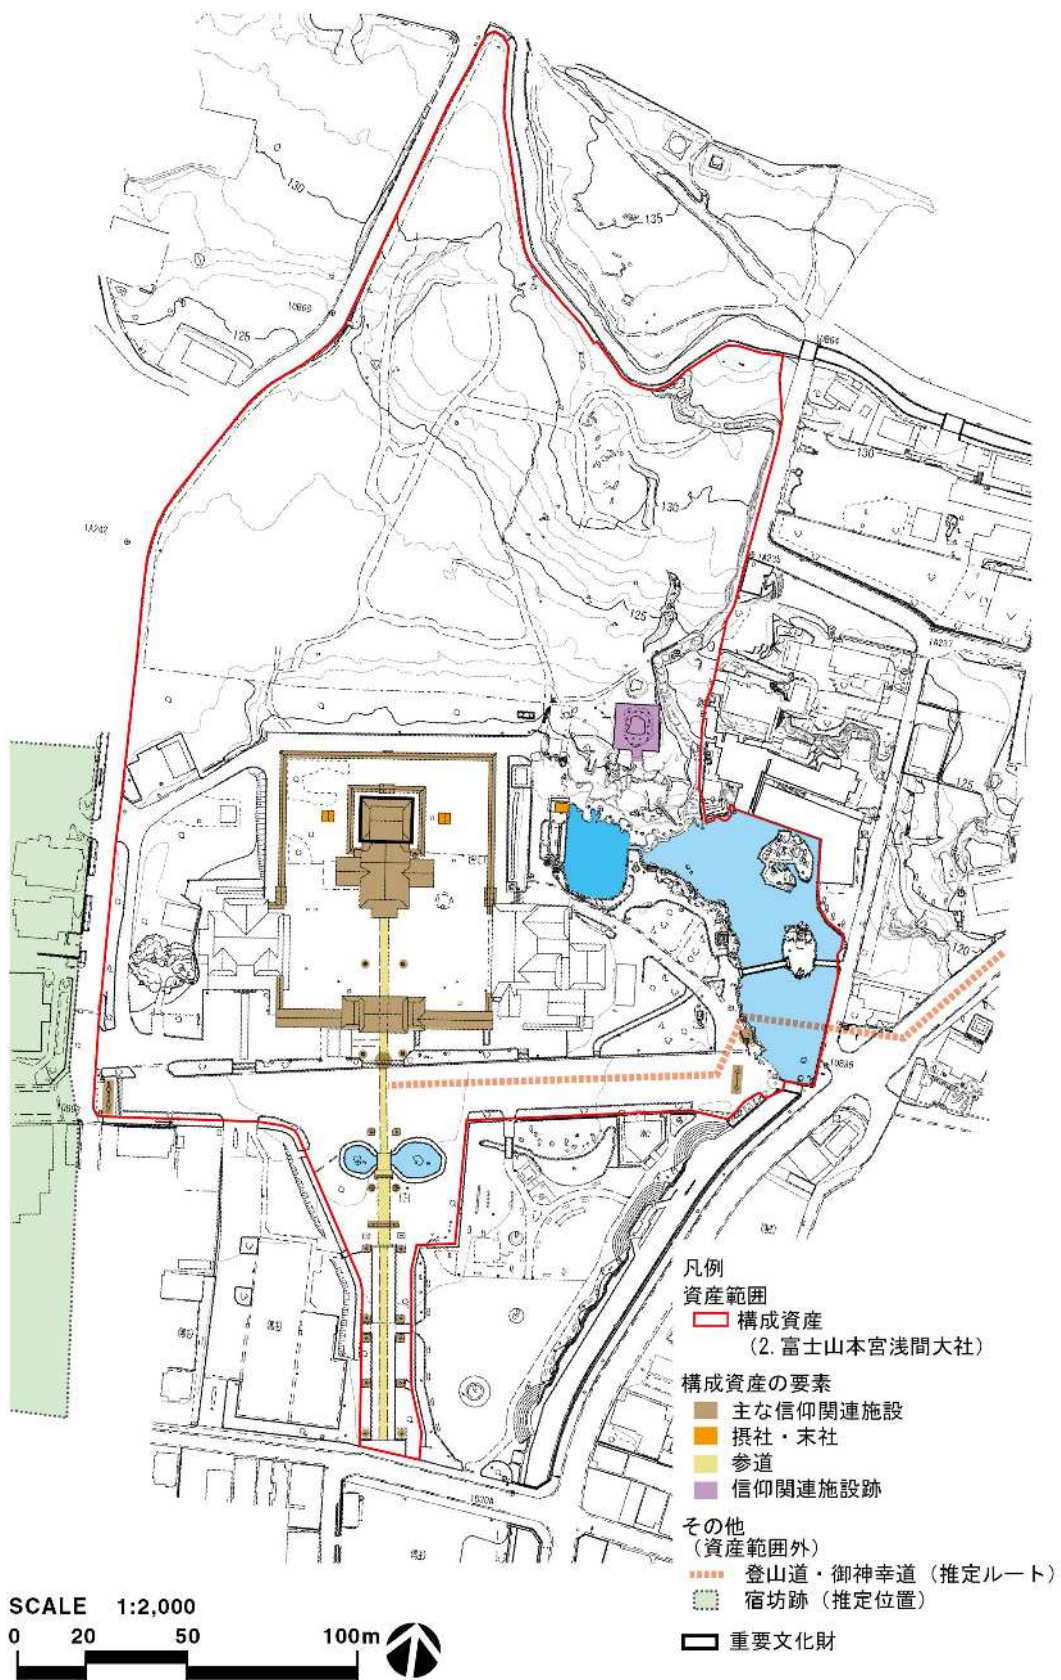 130
135
125
10B64
130
1A242
130
1A235
125
1A237
125
120
凡例
資産範囲
構成資産
(2. 富士山本宮浅間大社)
構成資産の要素
主な信仰関連施設
摂社・末社
参道
信仰関連施設跡
その他
(資産範囲外)
登山道・御神幸道（推定ルート）
宿坊跡（推定位置）
重要文化財
SCALE 1:2,000
0 20 50 100m